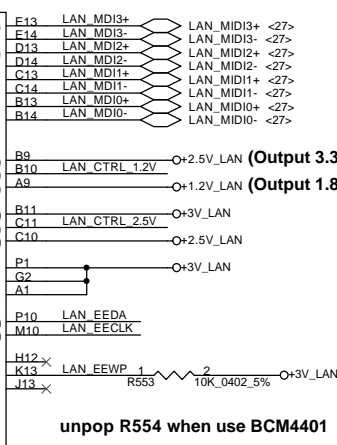 E13 LAN_MDI3+ LAN_MIDI3+ <27>
E14 LAN_MDI3- LAN_MIDI3- <27>
D13 LAN_MDI2+ LAN_MIDI2+ <27>
D14 LAN_MDI2- LAN_MIDI2- <27>
C13 LAN_MDI1+ LAN_MIDI1+ <27>
C14 LAN_MDI1- LAN_MIDI1- <27>
B13 LAN_MDI0+ LAN_MIDI0+ <27>
B14 LAN_MDI0- LAN_MIDI0- <27>
B9 +2.5V_LAN (Output 3.3
B10 LAN_CTRL_1.2V
A9 +1.2V_LAN (Output 1.8
B11 +3V_LAN
C11 LAN_CTRL_2.5V
C10 +2.5V_LAN
P1 +3V_LAN
G2
A1
P10 LAN_EEDA
M10 LAN_EECLK
H12
K13 LAN_EEWP 1 2 +3V_LAN
J13 R553 10K_0402_5%
unpop R554 when use BCM4401